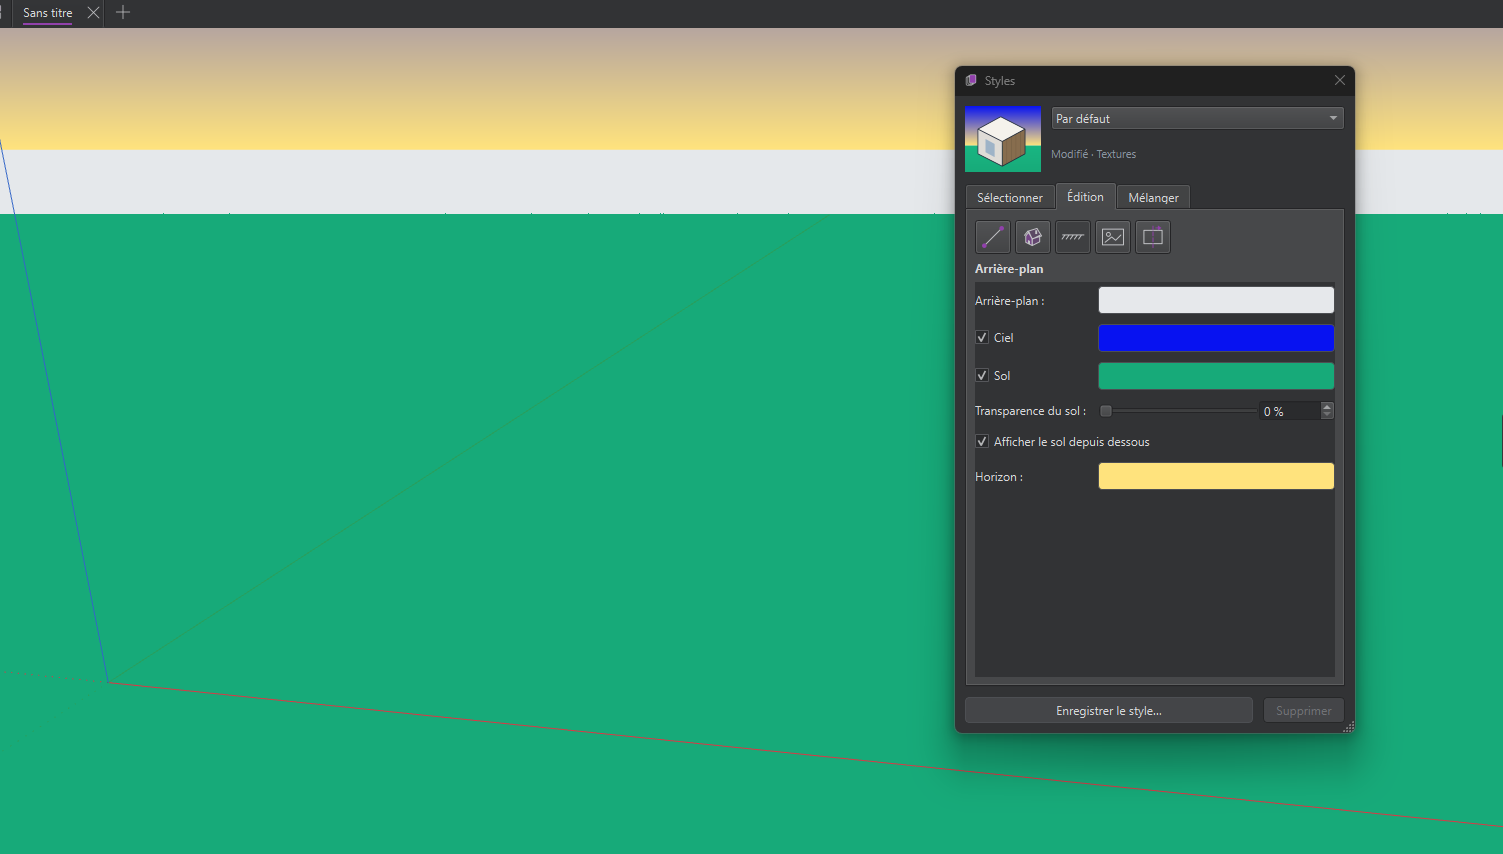 Sans titre
Styles
Par défaut
Modifié · Textures
Sélectionner
Édition
Mélanger
Arrière-plan
Arrière-plan :
Ciel
Sol
Transparence du sol :
0 %
Afficher le sol depuis dessous
Horizon :
Enregistrer le style...
Supprimer